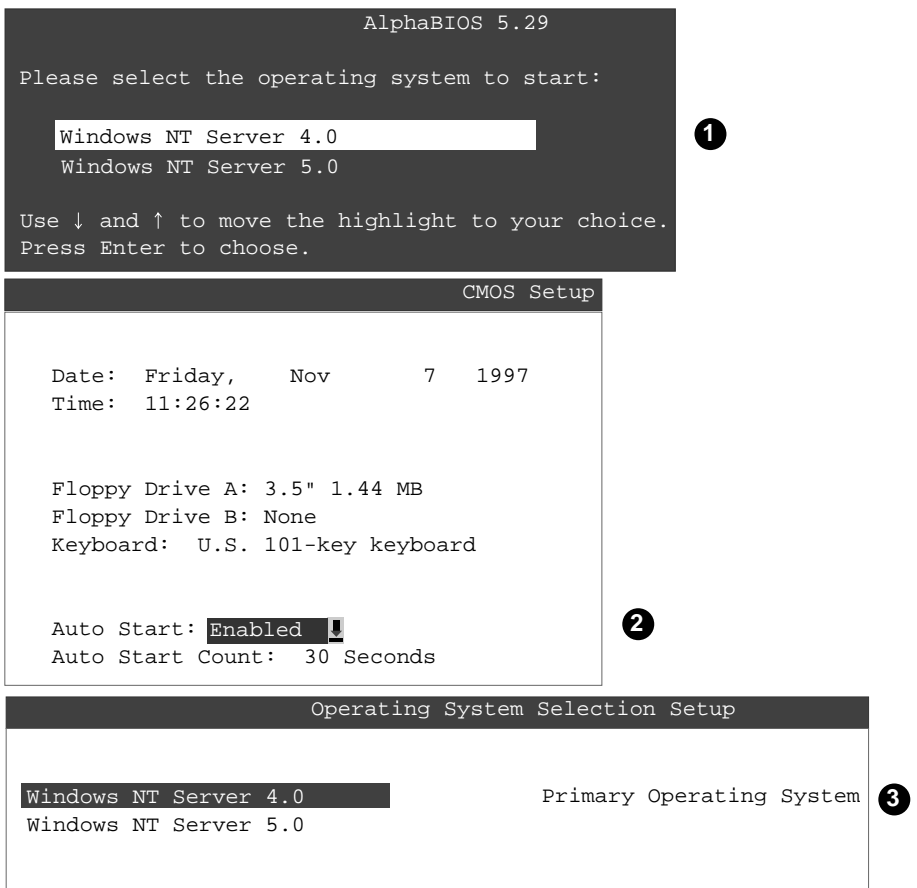 AlphaBIOS 5.29
Please select the operating system to start:
Windows NT Server 4.0
1
Windows NT Server 5.0
Use ↓ and ↑ to move the highlight to your choice.
Press Enter to choose.
CMOS Setup
Date: Friday, Nov 7 1997
Time: 11:26:22
Floppy Drive A: 3.5" 1.44 MB
Floppy Drive B: None
Keyboard: U.S. 101-key keyboard
Auto Start: Enabled ⬇
2
Auto Start Count: 30 Seconds
Operating System Selection Setup
Windows NT Server 4.0 Primary Operating System
3
Windows NT Server 5.0